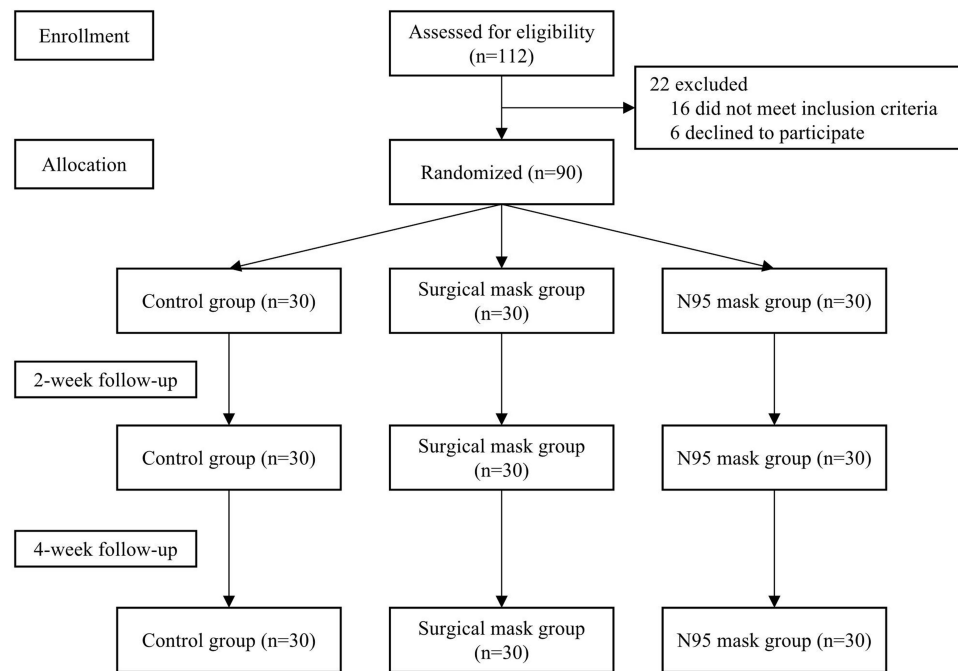 Enrollment
Assessed for eligibility
(n=112)
22 excluded
16 did not meet inclusion criteria
6 declined to participate
Allocation
Randomized (n=90)
Control group (n=30)
Surgical mask group
(n=30)
N95 mask group (n=30)
2-week follow-up
Control group (n=30)
Surgical mask group
(n=30)
N95 mask group (n=30)
4-week follow-up
Control group (n=30)
Surgical mask group
(n=30)
N95 mask group (n=30)